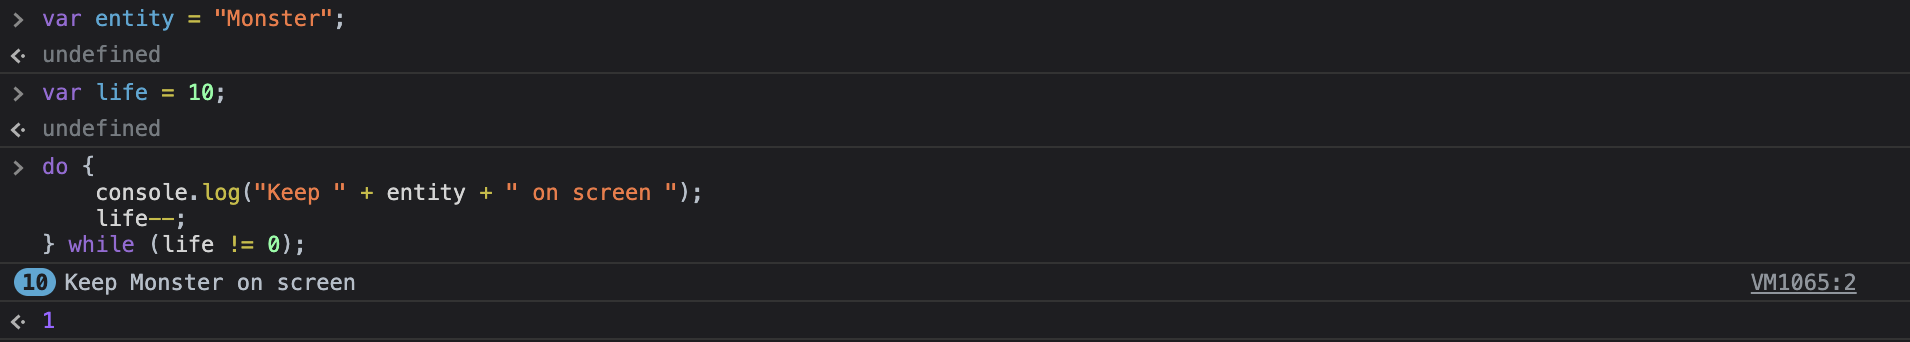 > var entity = "Monster";
<· undefined
> var life = 10;
<· undefined
> do {
    console.log("Keep " + entity + " on screen ");
    life--;
} while (life != 0);
10 Keep Monster on screen VM1065:2
<· 1